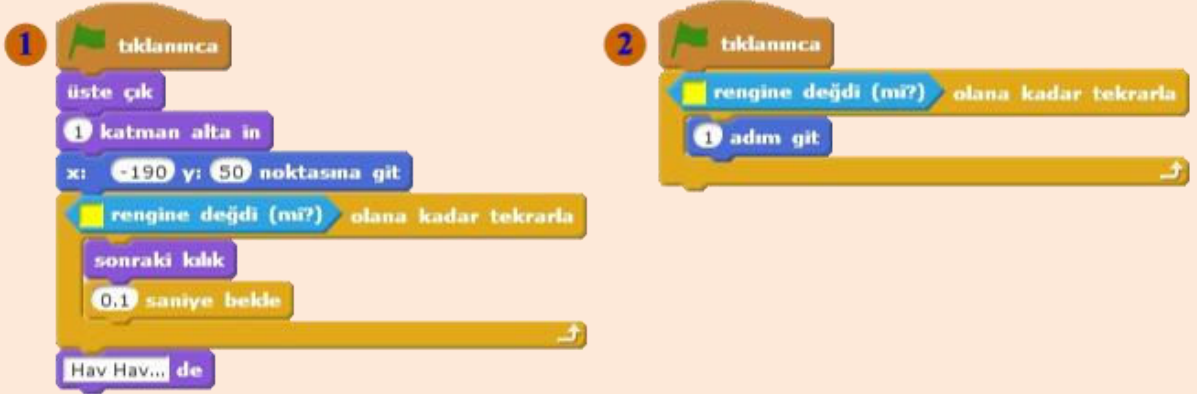 1
tıklanınca
üste çık
1 katman alta in
x: -190 y: 50 noktasına git
rengine değdi (mi?) olana kadar tekrarla
sonraki kılık
0.1 saniye bekle
Hav Hav... de
2
tıklanınca
rengine değdi (mi?) olana kadar tekrarla
1 adım git